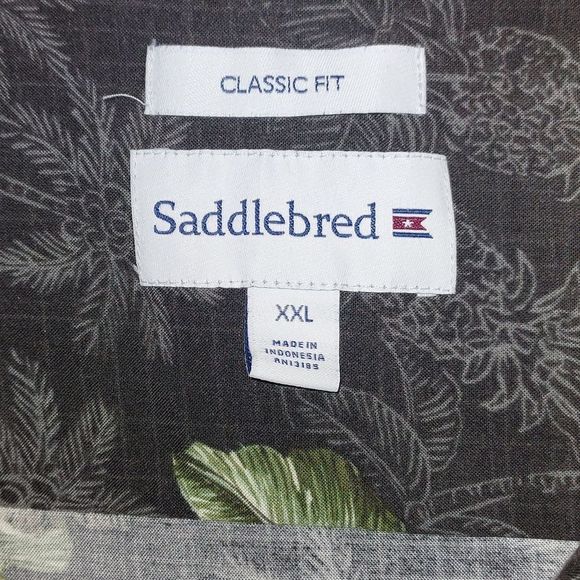 CLASSIC FIT
Saddlebred
XXL
MADE IN
INDONESIA
RN13185